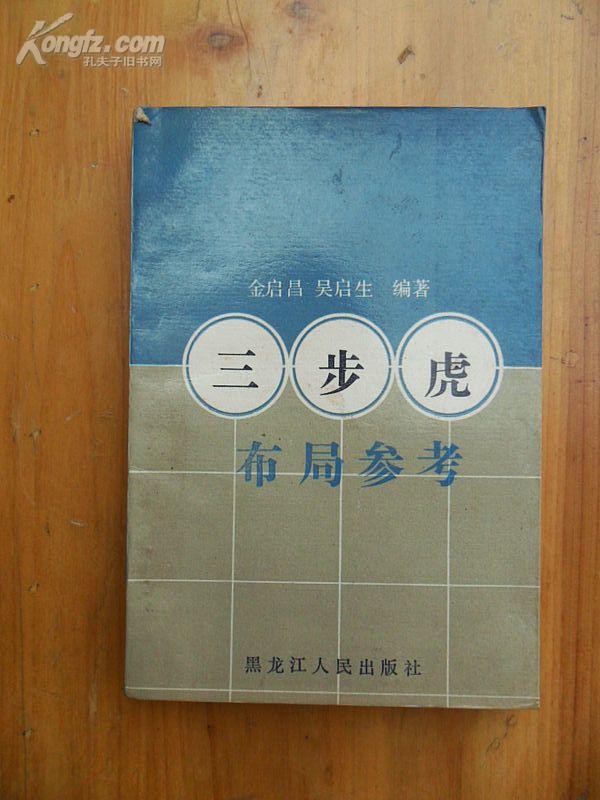 Kongfz.com
孔夫子旧书网
金启昌 吴启生 编著
三步虎
布局参考
黑龙江人民出版社